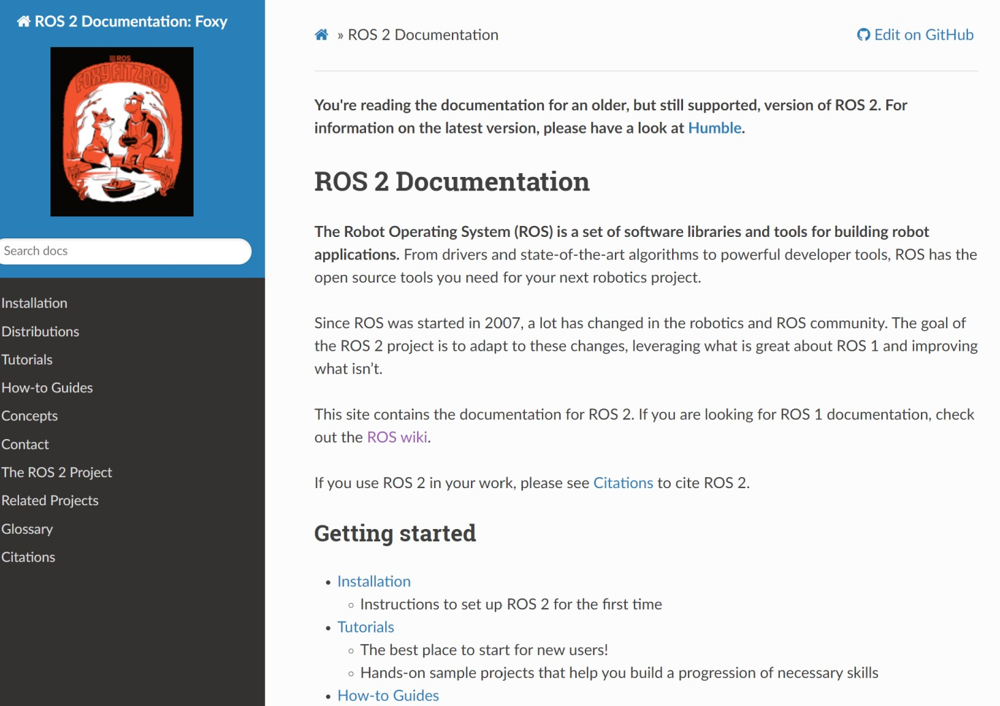 ROS 2 Documentation: Foxy
ROS
FOXY FITZROY
Search docs
Installation
Distributions
Tutorials
How-to Guides
Concepts
Contact
The ROS 2 Project
Related Projects
Glossary
Citations
» ROS 2 Documentation
Edit on GitHub
You're reading the documentation for an older, but still supported, version of ROS 2. For
information on the latest version, please have a look at Humble.
ROS 2 Documentation
The Robot Operating System (ROS) is a set of software libraries and tools for building robot
applications. From drivers and state-of-the-art algorithms to powerful developer tools, ROS has the
open source tools you need for your next robotics project.
Since ROS was started in 2007, a lot has changed in the robotics and ROS community. The goal of
the ROS 2 project is to adapt to these changes, leveraging what is great about ROS 1 and improving
what isn’t.
This site contains the documentation for ROS 2. If you are looking for ROS 1 documentation, check
out the ROS wiki.
If you use ROS 2 in your work, please see Citations to cite ROS 2.
Getting started
• Installation
◦ Instructions to set up ROS 2 for the first time
• Tutorials
◦ The best place to start for new users!
◦ Hands-on sample projects that help you build a progression of necessary skills
• How-to Guides